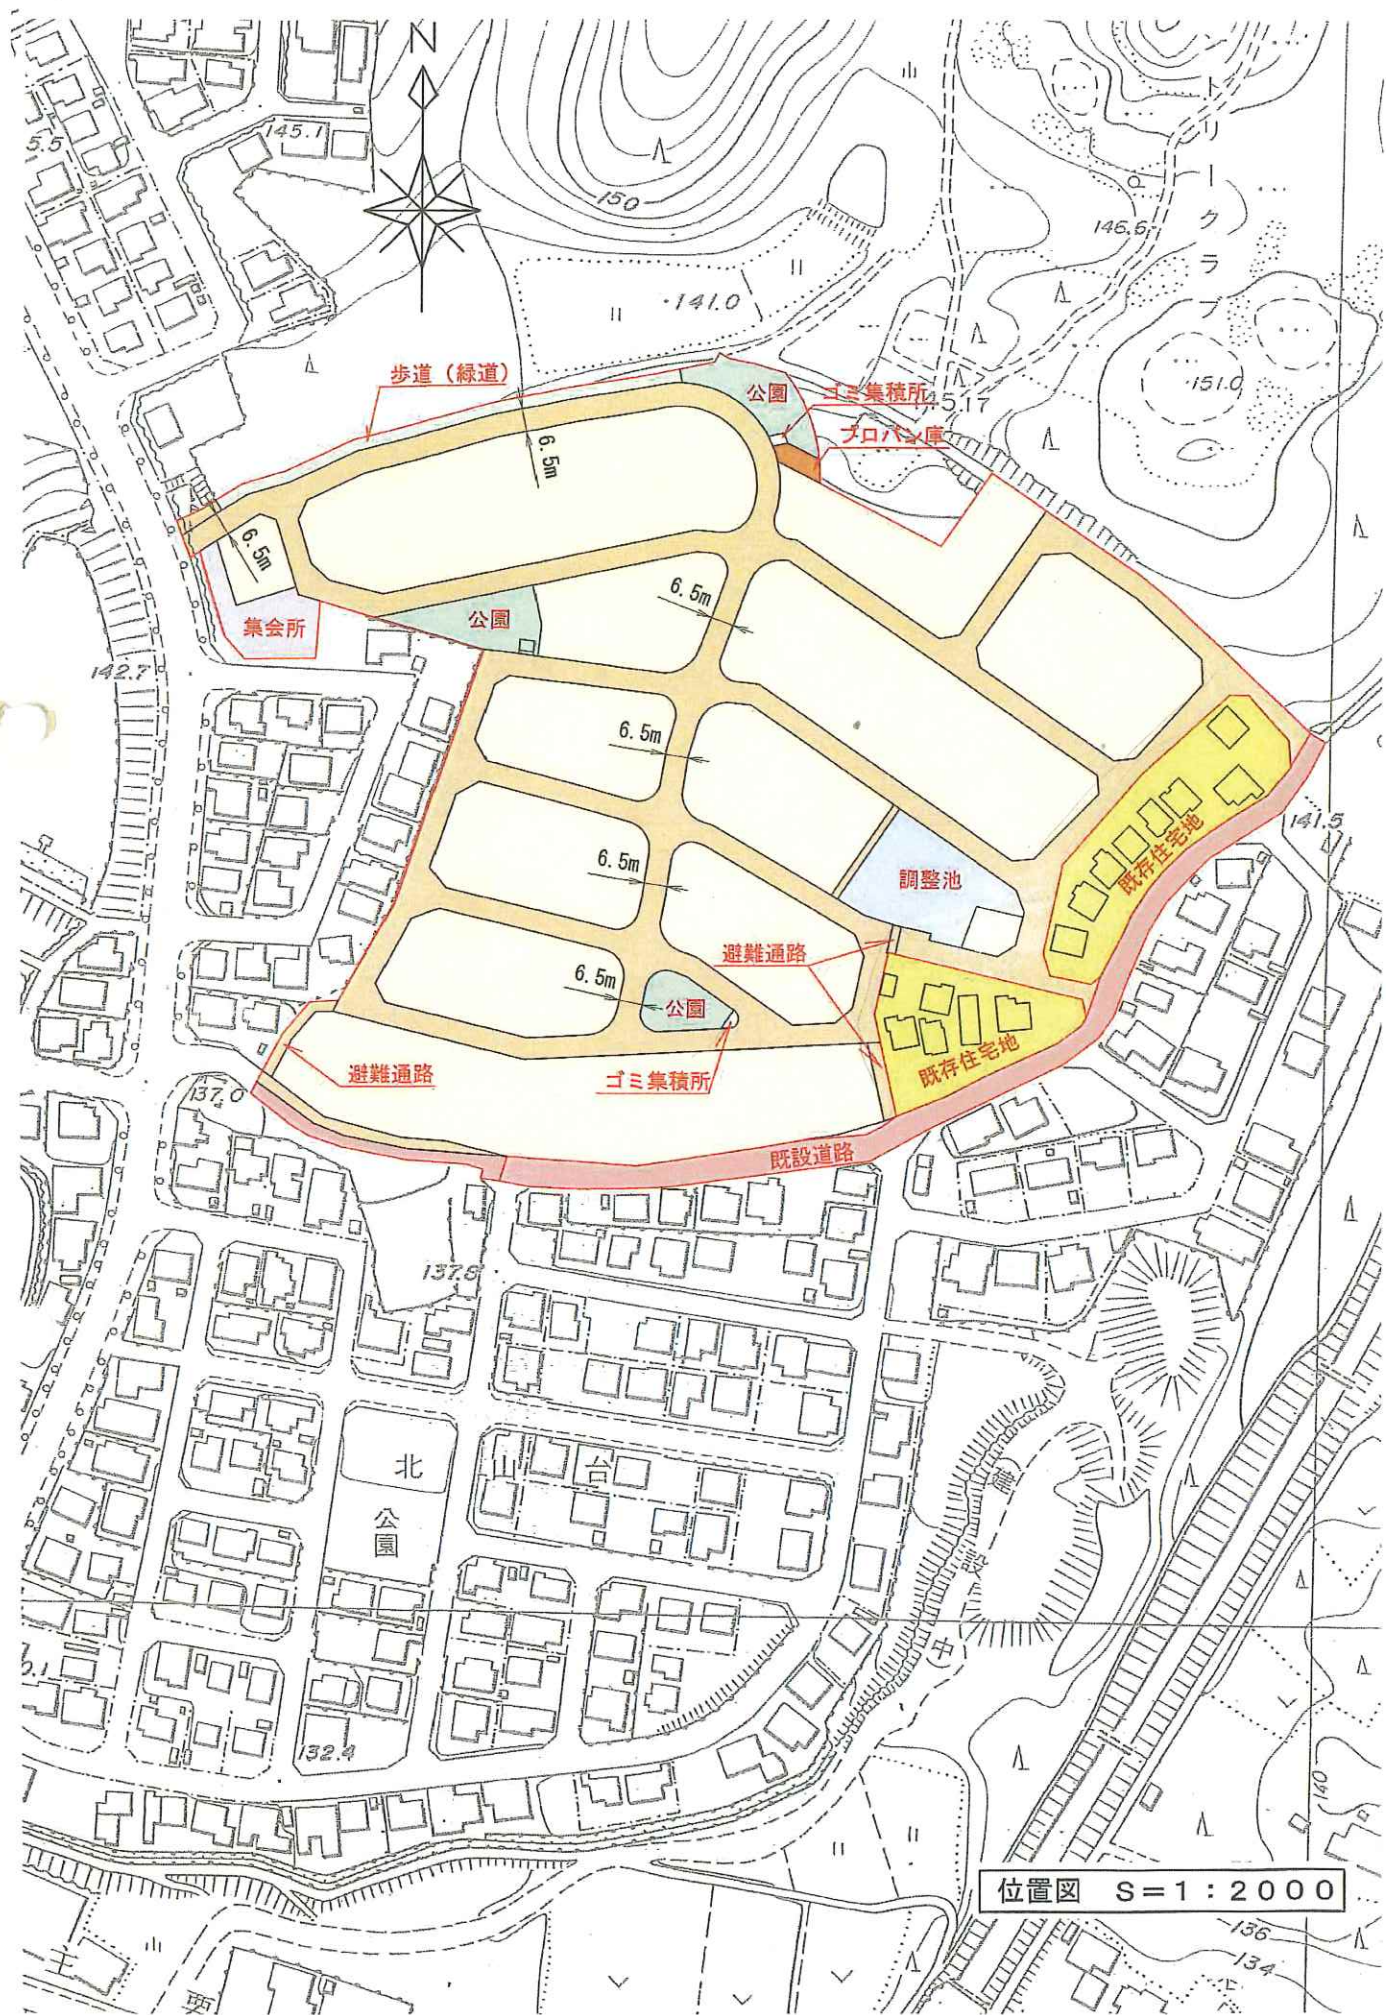 N
145.1
5.5
150
146.6
トリークラブ
141.0
151.0
歩道（緑道）
公園
ゴミ集積所
プロパン庫
6.5m
6.5m
集会所
公園
6.5m
142.7
6.5m
141.5
既存住宅地
6.5m
調整池
避難通路
6.5m
公園
既存住宅地
避難通路
ゴミ集積所
137.0
既設道路
137.8
北山台
公園
建設中
132.4
140
位置図 S=1:2000
136
134